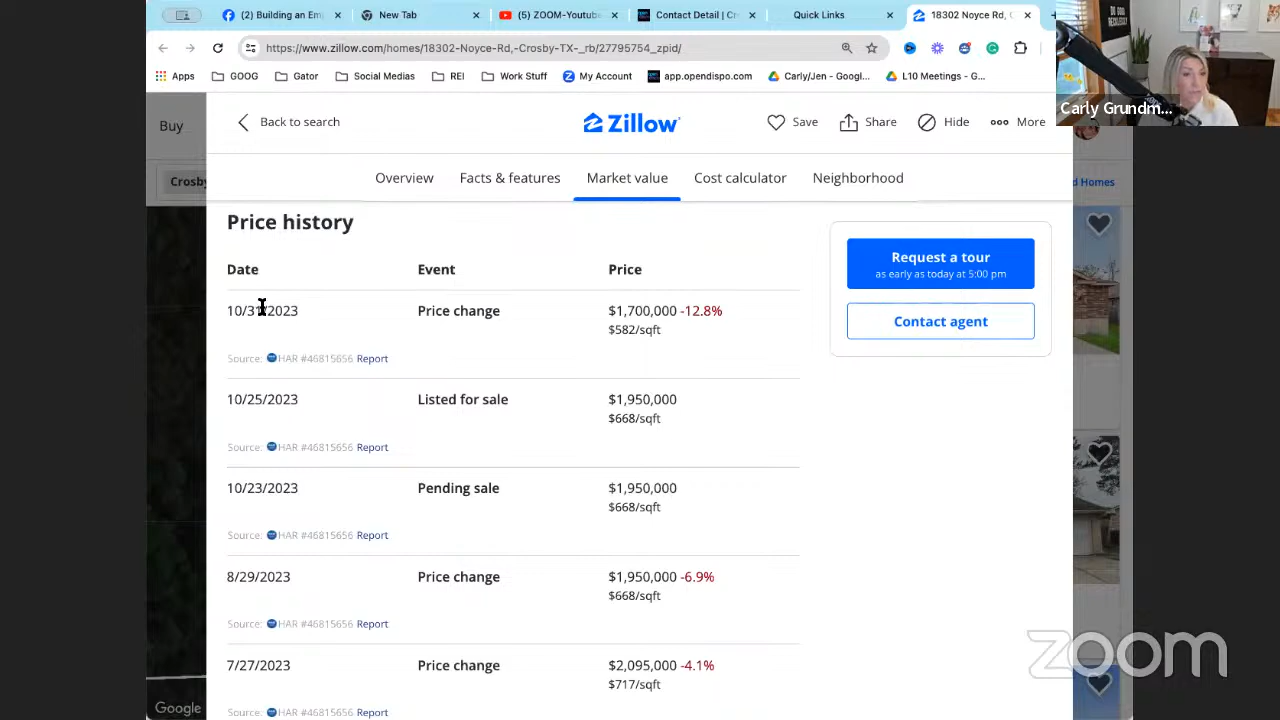 (2) Building an Em
New Tab
(5) ZOOM-Youtube
Contact Detail | C
Quick Links
18302 Noyce Rd, C
https://www.zillow.com/homes/18302-Noyce-Rd,-Crosby-TX-_rb/27795754_zpid/
Apps
GOOG
Gator
Social Medias
REI
Work Stuff
My Account
app.opendispo.com
Carly/Jen - Googl...
L10 Meetings - G...
DO GOOD
RECKLESSLY
Carly Grundm...
Buy
Back to search
Zillow
Save
Share
Hide
More
Crosby
Overview
Facts & features
Market value
Cost calculator
Neighborhood
d Homes
Price history
Date Event Price
10/31/2023 Price change $1,700,000 -12.8%
$582/sqft
Source: HAR #46815656 Report
10/25/2023 Listed for sale $1,950,000
$668/sqft
Source: HAR #46815656 Report
10/23/2023 Pending sale $1,950,000
$668/sqft
Source: HAR #46815656 Report
8/29/2023 Price change $1,950,000 -6.9%
$668/sqft
Source: HAR #46815656 Report
7/27/2023 Price change $2,095,000 -4.1%
$717/sqft
Source: HAR #46815656 Report
Request a tour
as early as today at 5:00 pm
Contact agent
Google
zoom